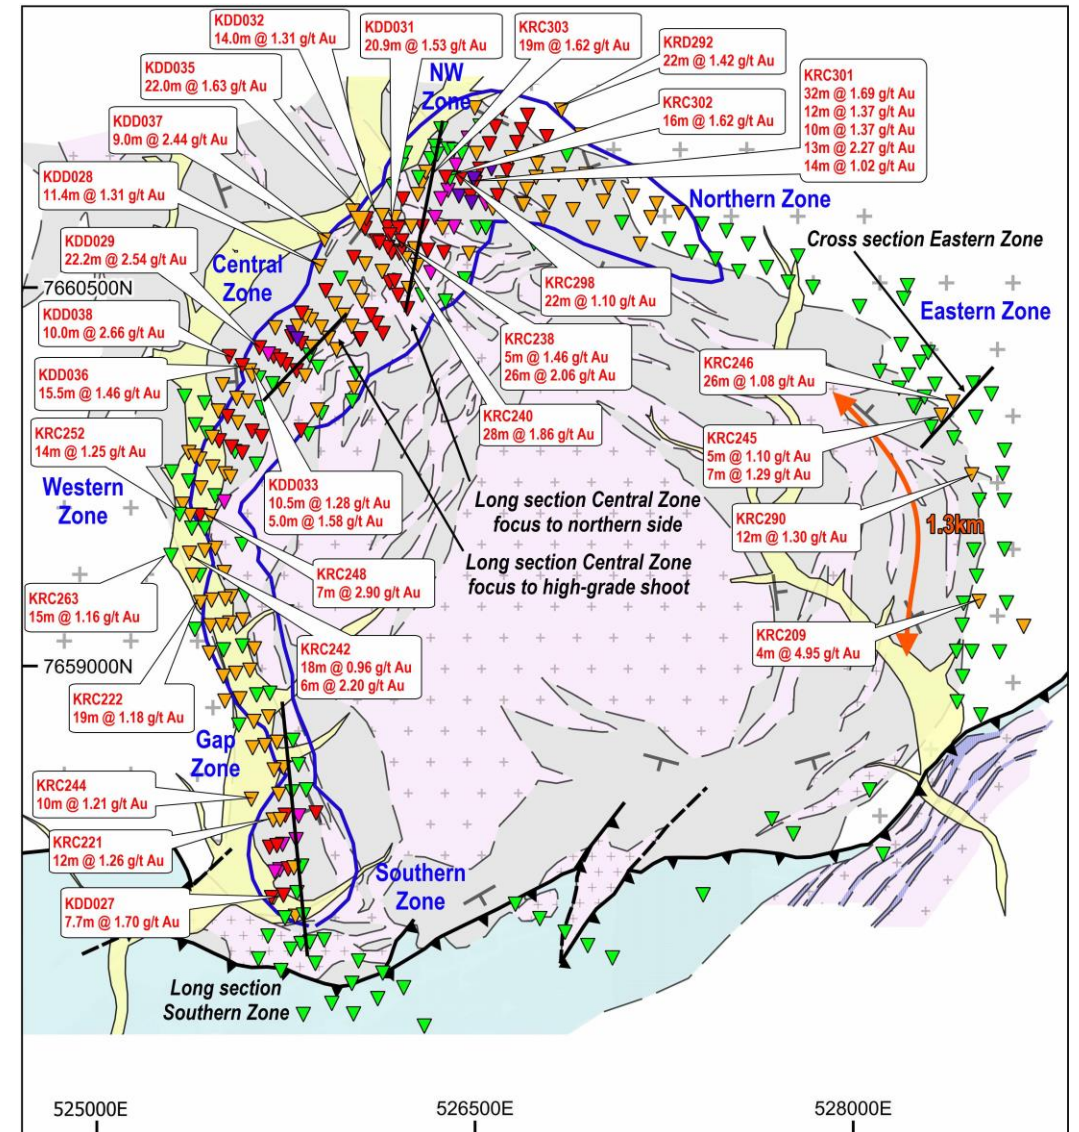 KDD032
14.0m @ 1.31 g/t Au
KDD031
20.9m @ 1.53 g/t Au
KRC303
19m @ 1.62 g/t Au
KRD292
22m @ 1.42 g/t Au
KDD035
22.0m @ 1.63 g/t Au
NW
Zone
KRC302
16m @ 1.62 g/t Au
KRC301
32m @ 1.69 g/t Au
12m @ 1.37 g/t Au
10m @ 1.37 g/t Au
13m @ 2.27 g/t Au
14m @ 1.02 g/t Au
KDD037
9.0m @ 2.44 g/t Au
KDD028
11.4m @ 1.31 g/t Au
Northern Zone
KDD029
22.2m @ 2.54 g/t Au
Cross section Eastern Zone
Central
Zone
7660500N
KRC298
22m @ 1.10 g/t Au
Eastern Zone
KDD038
10.0m @ 2.66 g/t Au
KRC238
5m @ 1.46 g/t Au
26m @ 2.06 g/t Au
KRC246
26m @ 1.08 g/t Au
KDD036
15.5m @ 1.46 g/t Au
KRC240
28m @ 1.86 g/t Au
KRC252
14m @ 1.25 g/t Au
KRC245
5m @ 1.10 g/t Au
7m @ 1.29 g/t Au
Western
Zone
KDD033
10.5m @ 1.28 g/t Au
5.0m @ 1.58 g/t Au
Long section Central Zone
focus to northern side
KRC290
12m @ 1.30 g/t Au
1.3km
Long section Central Zone
focus to high-grade shoot
KRC248
7m @ 2.90 g/t Au
KRC263
15m @ 1.16 g/t Au
KRC209
4m @ 4.95 g/t Au
KRC242
18m @ 0.96 g/t Au
6m @ 2.20 g/t Au
7659000N
KRC222
19m @ 1.18 g/t Au
Gap
Zone
KRC244
10m @ 1.21 g/t Au
KRC221
12m @ 1.26 g/t Au
Southern
Zone
KDD027
7.7m @ 1.70 g/t Au
Long section
Southern Zone
525000E
526500E
528000E